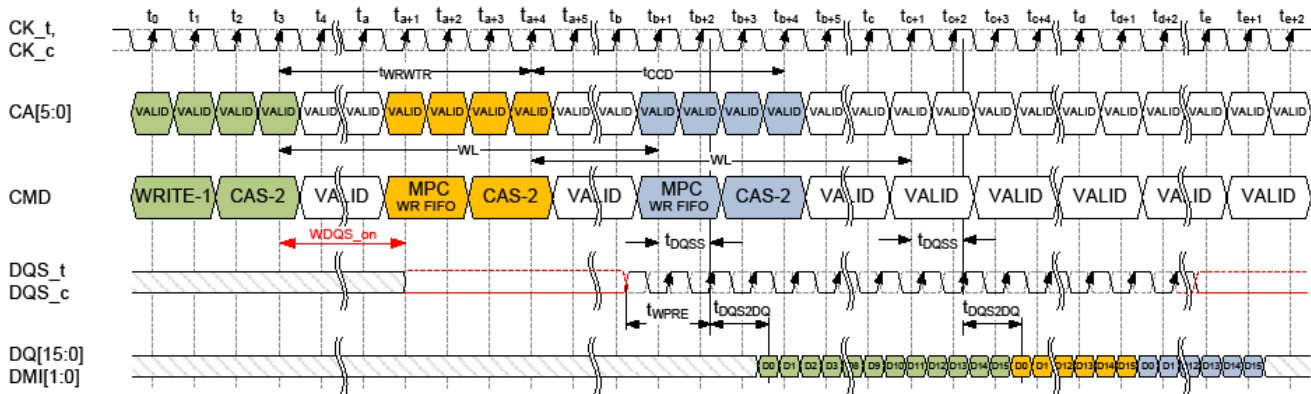 t0 t1 t2 t3 t4 ta ta+1 ta+2 ta+3 ta+4 ta+5 tb tb+1 tb+2 tb+3 tb+4 tb+5 tc tc+1 tc+2 tc+3 tc+4 td td+1 td+2 te te+1 te+2
CK_t,
CK_c
tWRWTR tCCD
CA[5:0] VALID VALID VALID VALID VALID VALID VALID VALID VALID VALID VALID VALID VALID VALID VALID VALID VALID VALID VALID VALID VALID VALID VALID VALID VALID VALID VALID VALID
WL WL
CMD WRITE-1 CAS-2 VALID MPC WR FIFO CAS-2 VALID MPC WR FIFO CAS-2 VALID VALID VALID VALID VALID VALID
WDQS_on tDQSS tDQSS
DQS_t
DQS_c
tWPRE tDQS2DQ tDQS2DQ
DQ[15:0]
DMI[1:0]
D0 D1 D2 D3 D8 D9 D10 D11 D12 D13 D14 D15 D0 D1 D12 D13 D14 D15 D0 D1 D12 D13 D14 D15